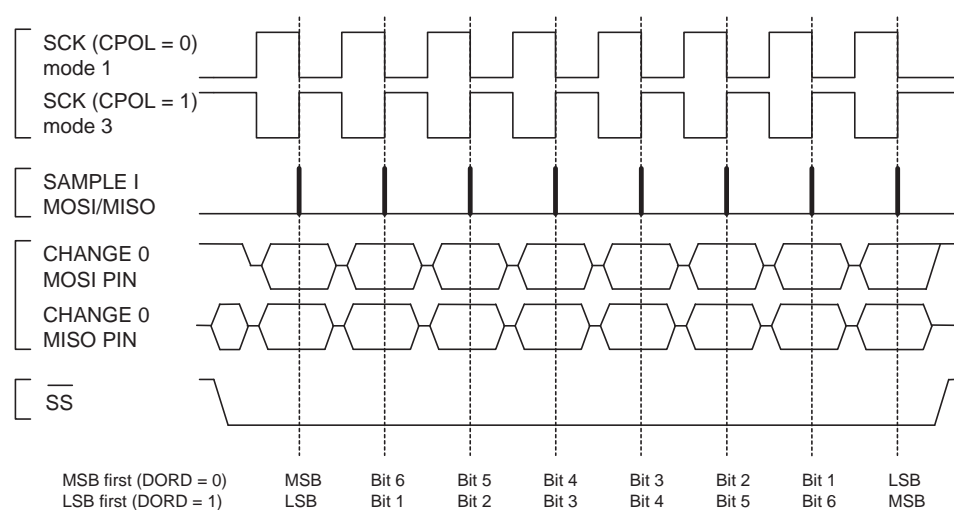 SCK (CPOL = 0)
mode 1
SCK (CPOL = 1)
mode 3
SAMPLE I
MOSI/MISO
CHANGE 0
MOSI PIN
CHANGE 0
MISO PIN
SS
MSB first (DORD = 0) MSB Bit 6 Bit 5 Bit 4 Bit 3 Bit 2 Bit 1 LSB
LSB first (DORD = 1) LSB Bit 1 Bit 2 Bit 3 Bit 4 Bit 5 Bit 6 MSB